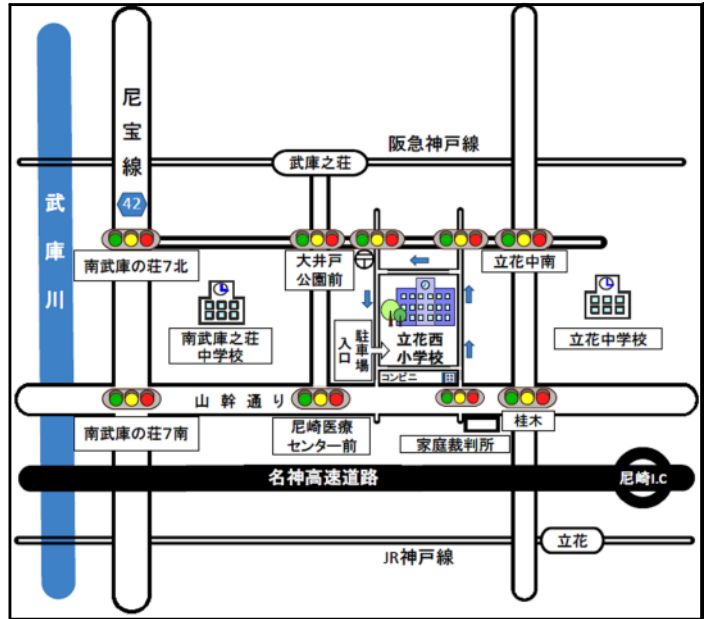 尼宝線
42
武庫川
阪急神戸線
武庫之荘
南武庫の荘7北
大井戸
公園前
立花中南
南武庫之荘
中学校
駐車場
入口
立花西
小学校
立花中学校
コンビニ
山幹通り
南武庫の荘7南
尼崎医療
センター前
家庭裁判所
桂木
名神高速道路
尼崎I.C
立花
JR神戸線